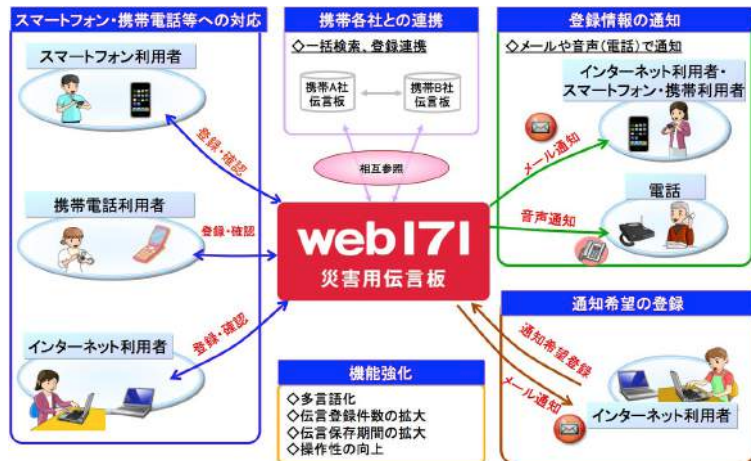 スマートフォン・携帯電話等への対応
スマートフォン利用者
登録・確認
携帯電話利用者
登録・確認
インターネット利用者
登録・確認
携帯各社との連携
◇一括検索、登録連携
携帯A社
伝言板
携帯B社
伝言板
相互参照
web171
災害用伝言板
機能強化
◇多言語化
◇伝言登録件数の拡大
◇伝言保存期間の拡大
◇操作性の向上
登録情報の通知
◇メールや音声(電話)で通知
インターネット利用者・
スマートフォン・携帯利用者
メール通知
電話
音声通知
通知希望の登録
通知希望登録
メール通知
インターネット利用者